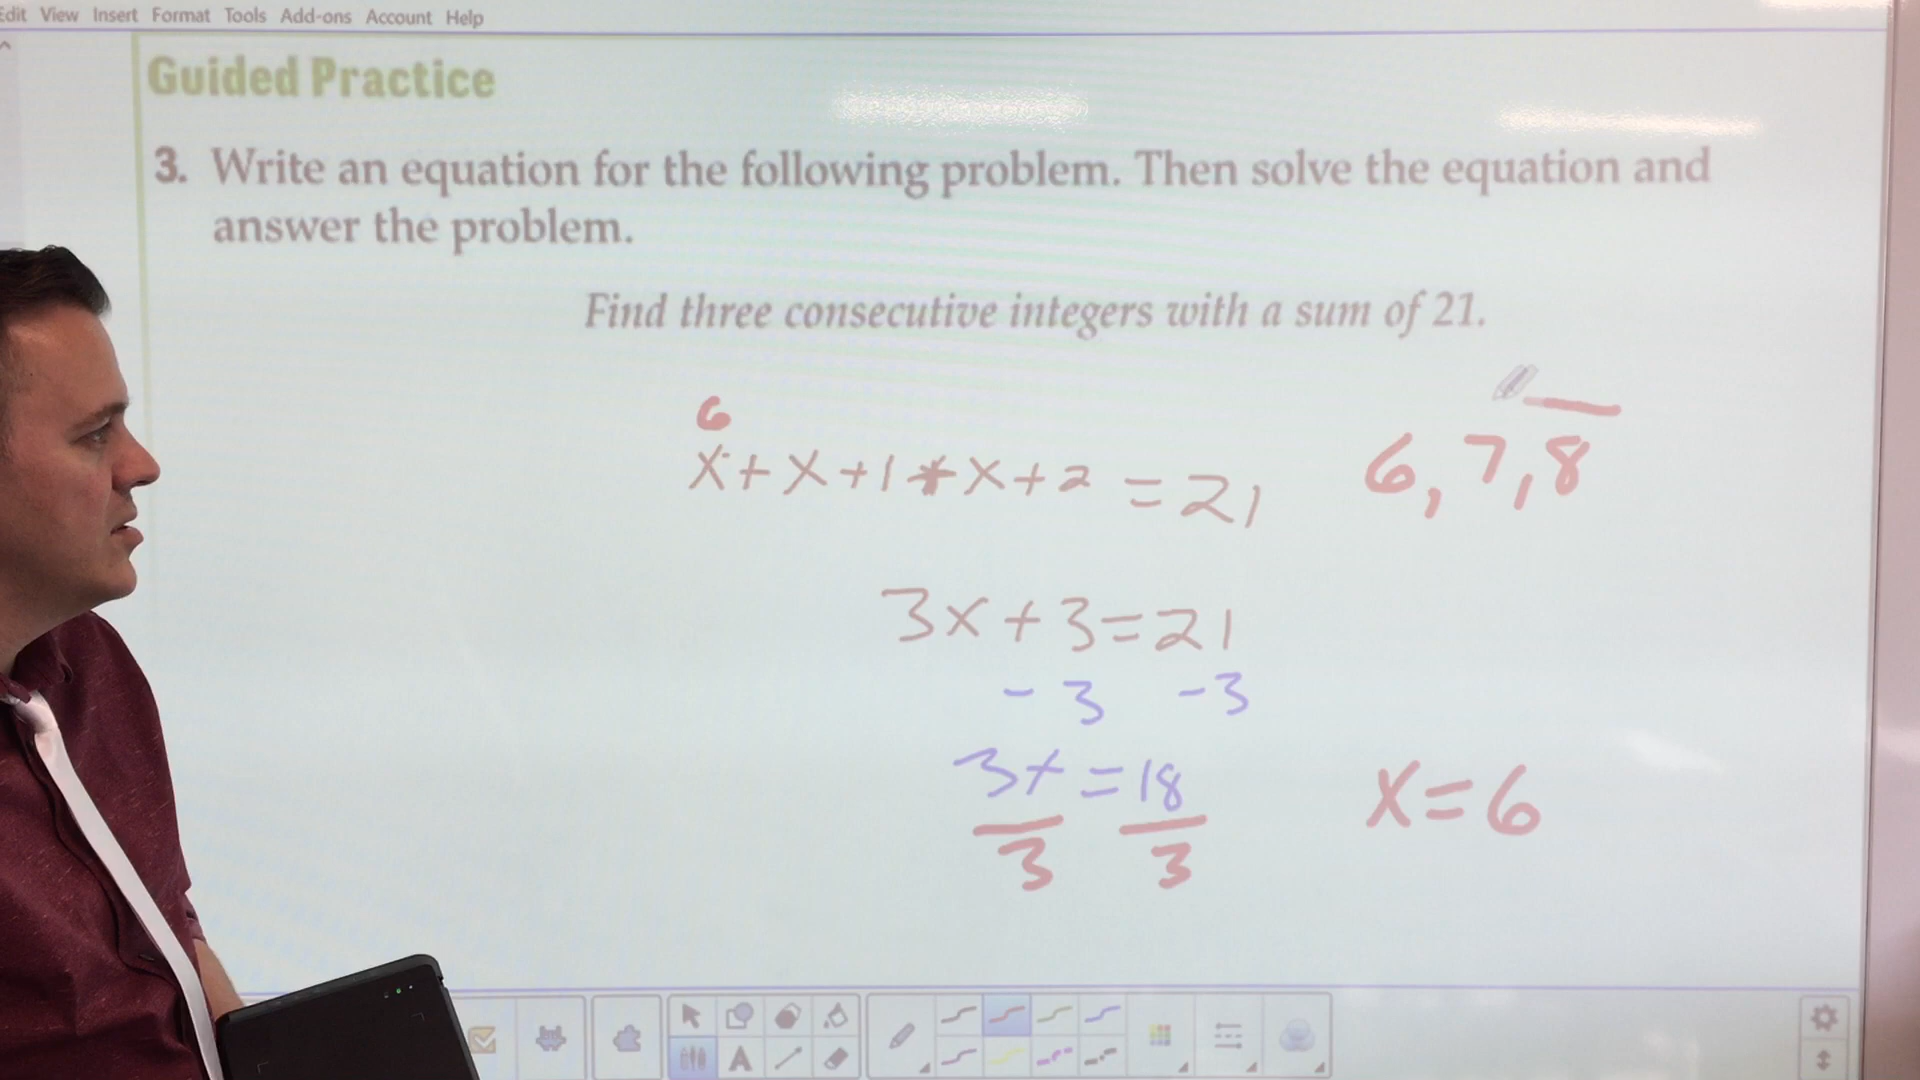 Edit View Insert Format Tools Add-ons Account Help
Guided Practice
3. Write an equation for the following problem. Then solve the equation and
answer the problem.
Find three consecutive integers with a sum of 21.
6
x + x + 1 + x + 2 = 21
6, 7, 8
3x + 3 = 21
- 3 -3
3x = 18
3 3
x = 6
A